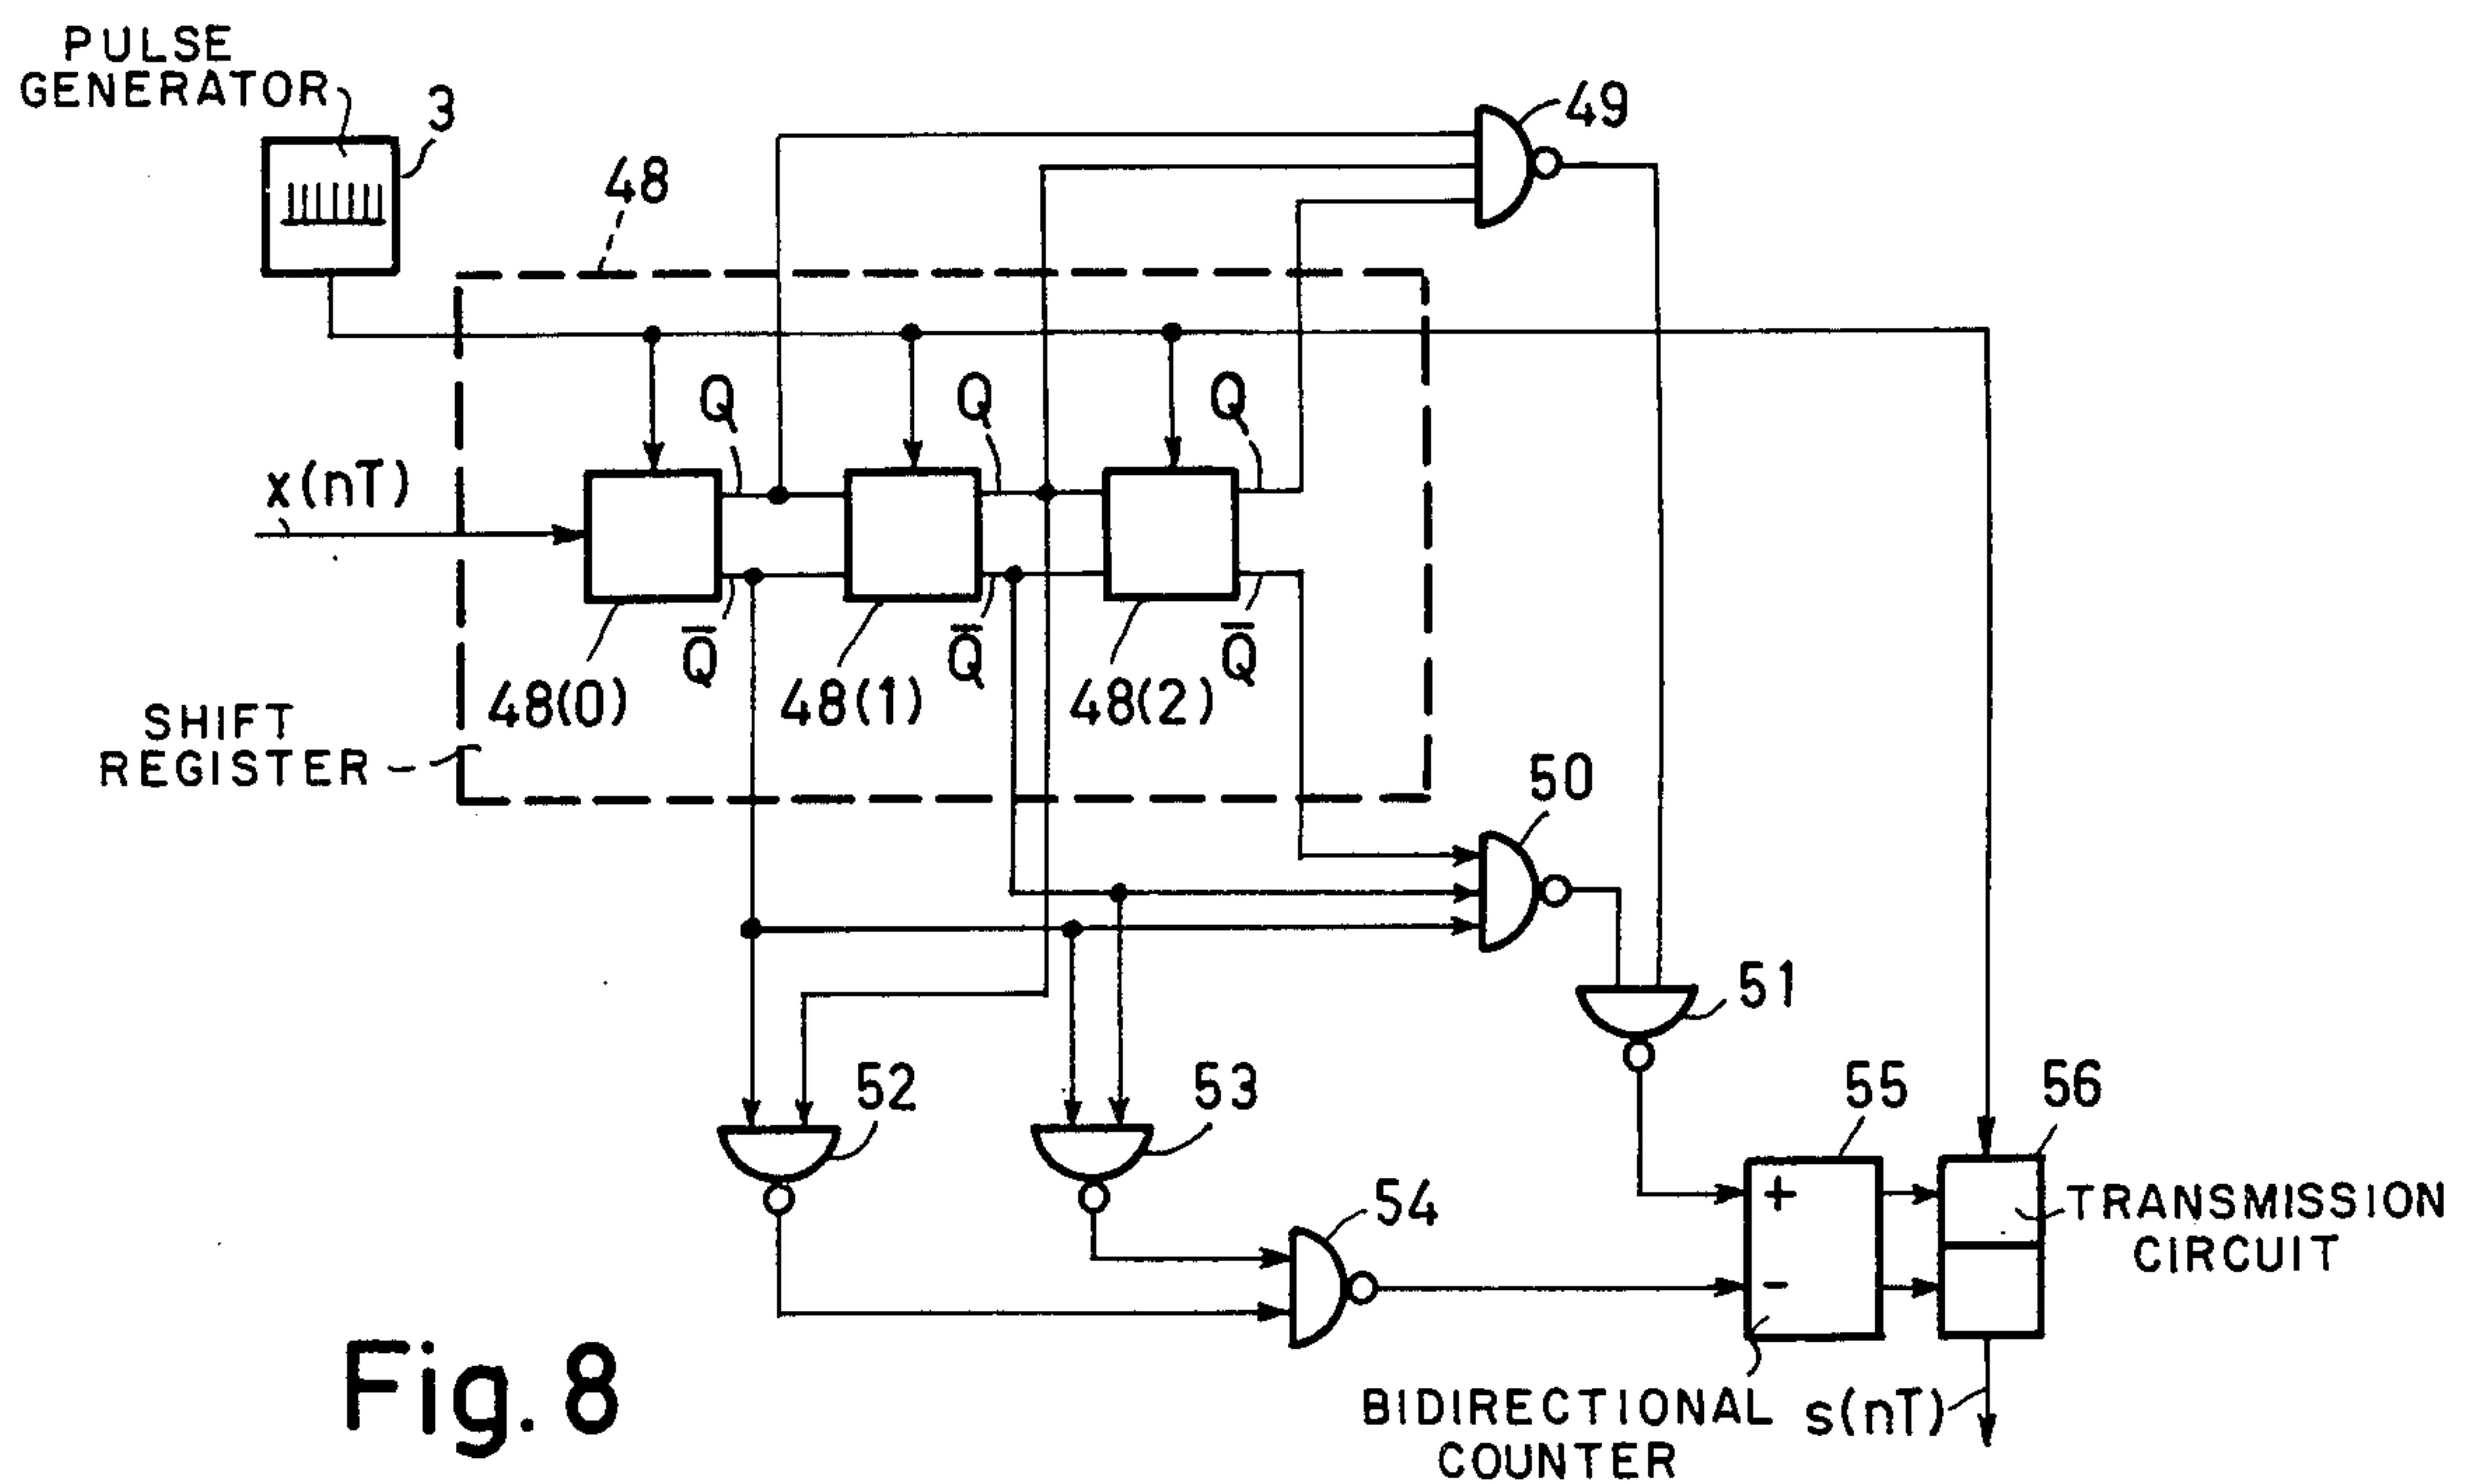 PULSE
GENERATOR
3
49
48
Q
Q
Q
x(nT)
Q̅
Q̅
Q̅
48(0)
48(1)
48(2)
SHIFT
REGISTER
50
51
52
53
55
56
54
+
-
TRANSMISSION
CIRCUIT
Fig. 8
BIDIRECTIONAL
COUNTER
s(nT)